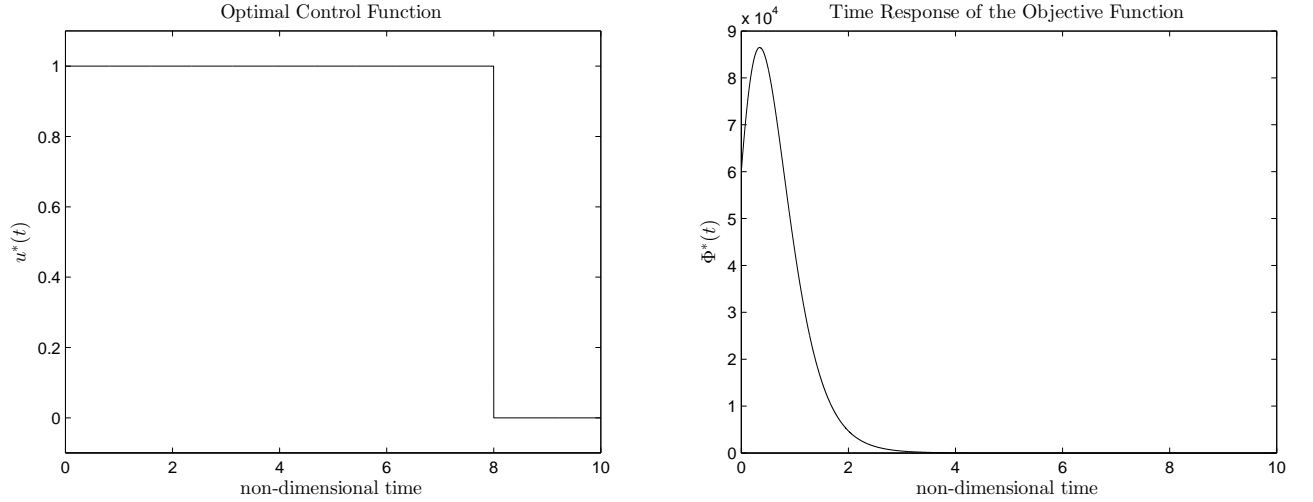 Optimal Control Function
1
0.8
0.6
0.4
0.2
0
0 2 4 6 8 10
u*(t)
non-dimensional time
Time Response of the Objective Function
x 10⁴
9
8
7
6
5
4
3
2
1
0
0 2 4 6 8 10
Φ*(t)
non-dimensional time